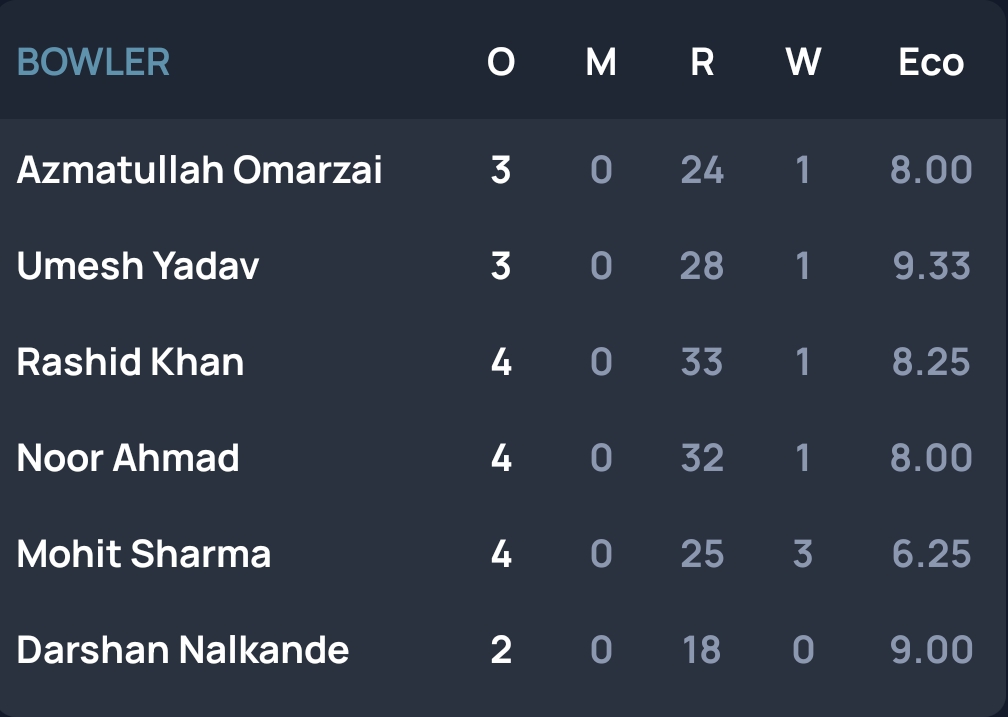 BOWLER O M R W Eco
Azmatullah Omarzai 3 0 24 1 8.00
Umesh Yadav 3 0 28 1 9.33
Rashid Khan 4 0 33 1 8.25
Noor Ahmad 4 0 32 1 8.00
Mohit Sharma 4 0 25 3 6.25
Darshan Nalkande 2 0 18 0 9.00